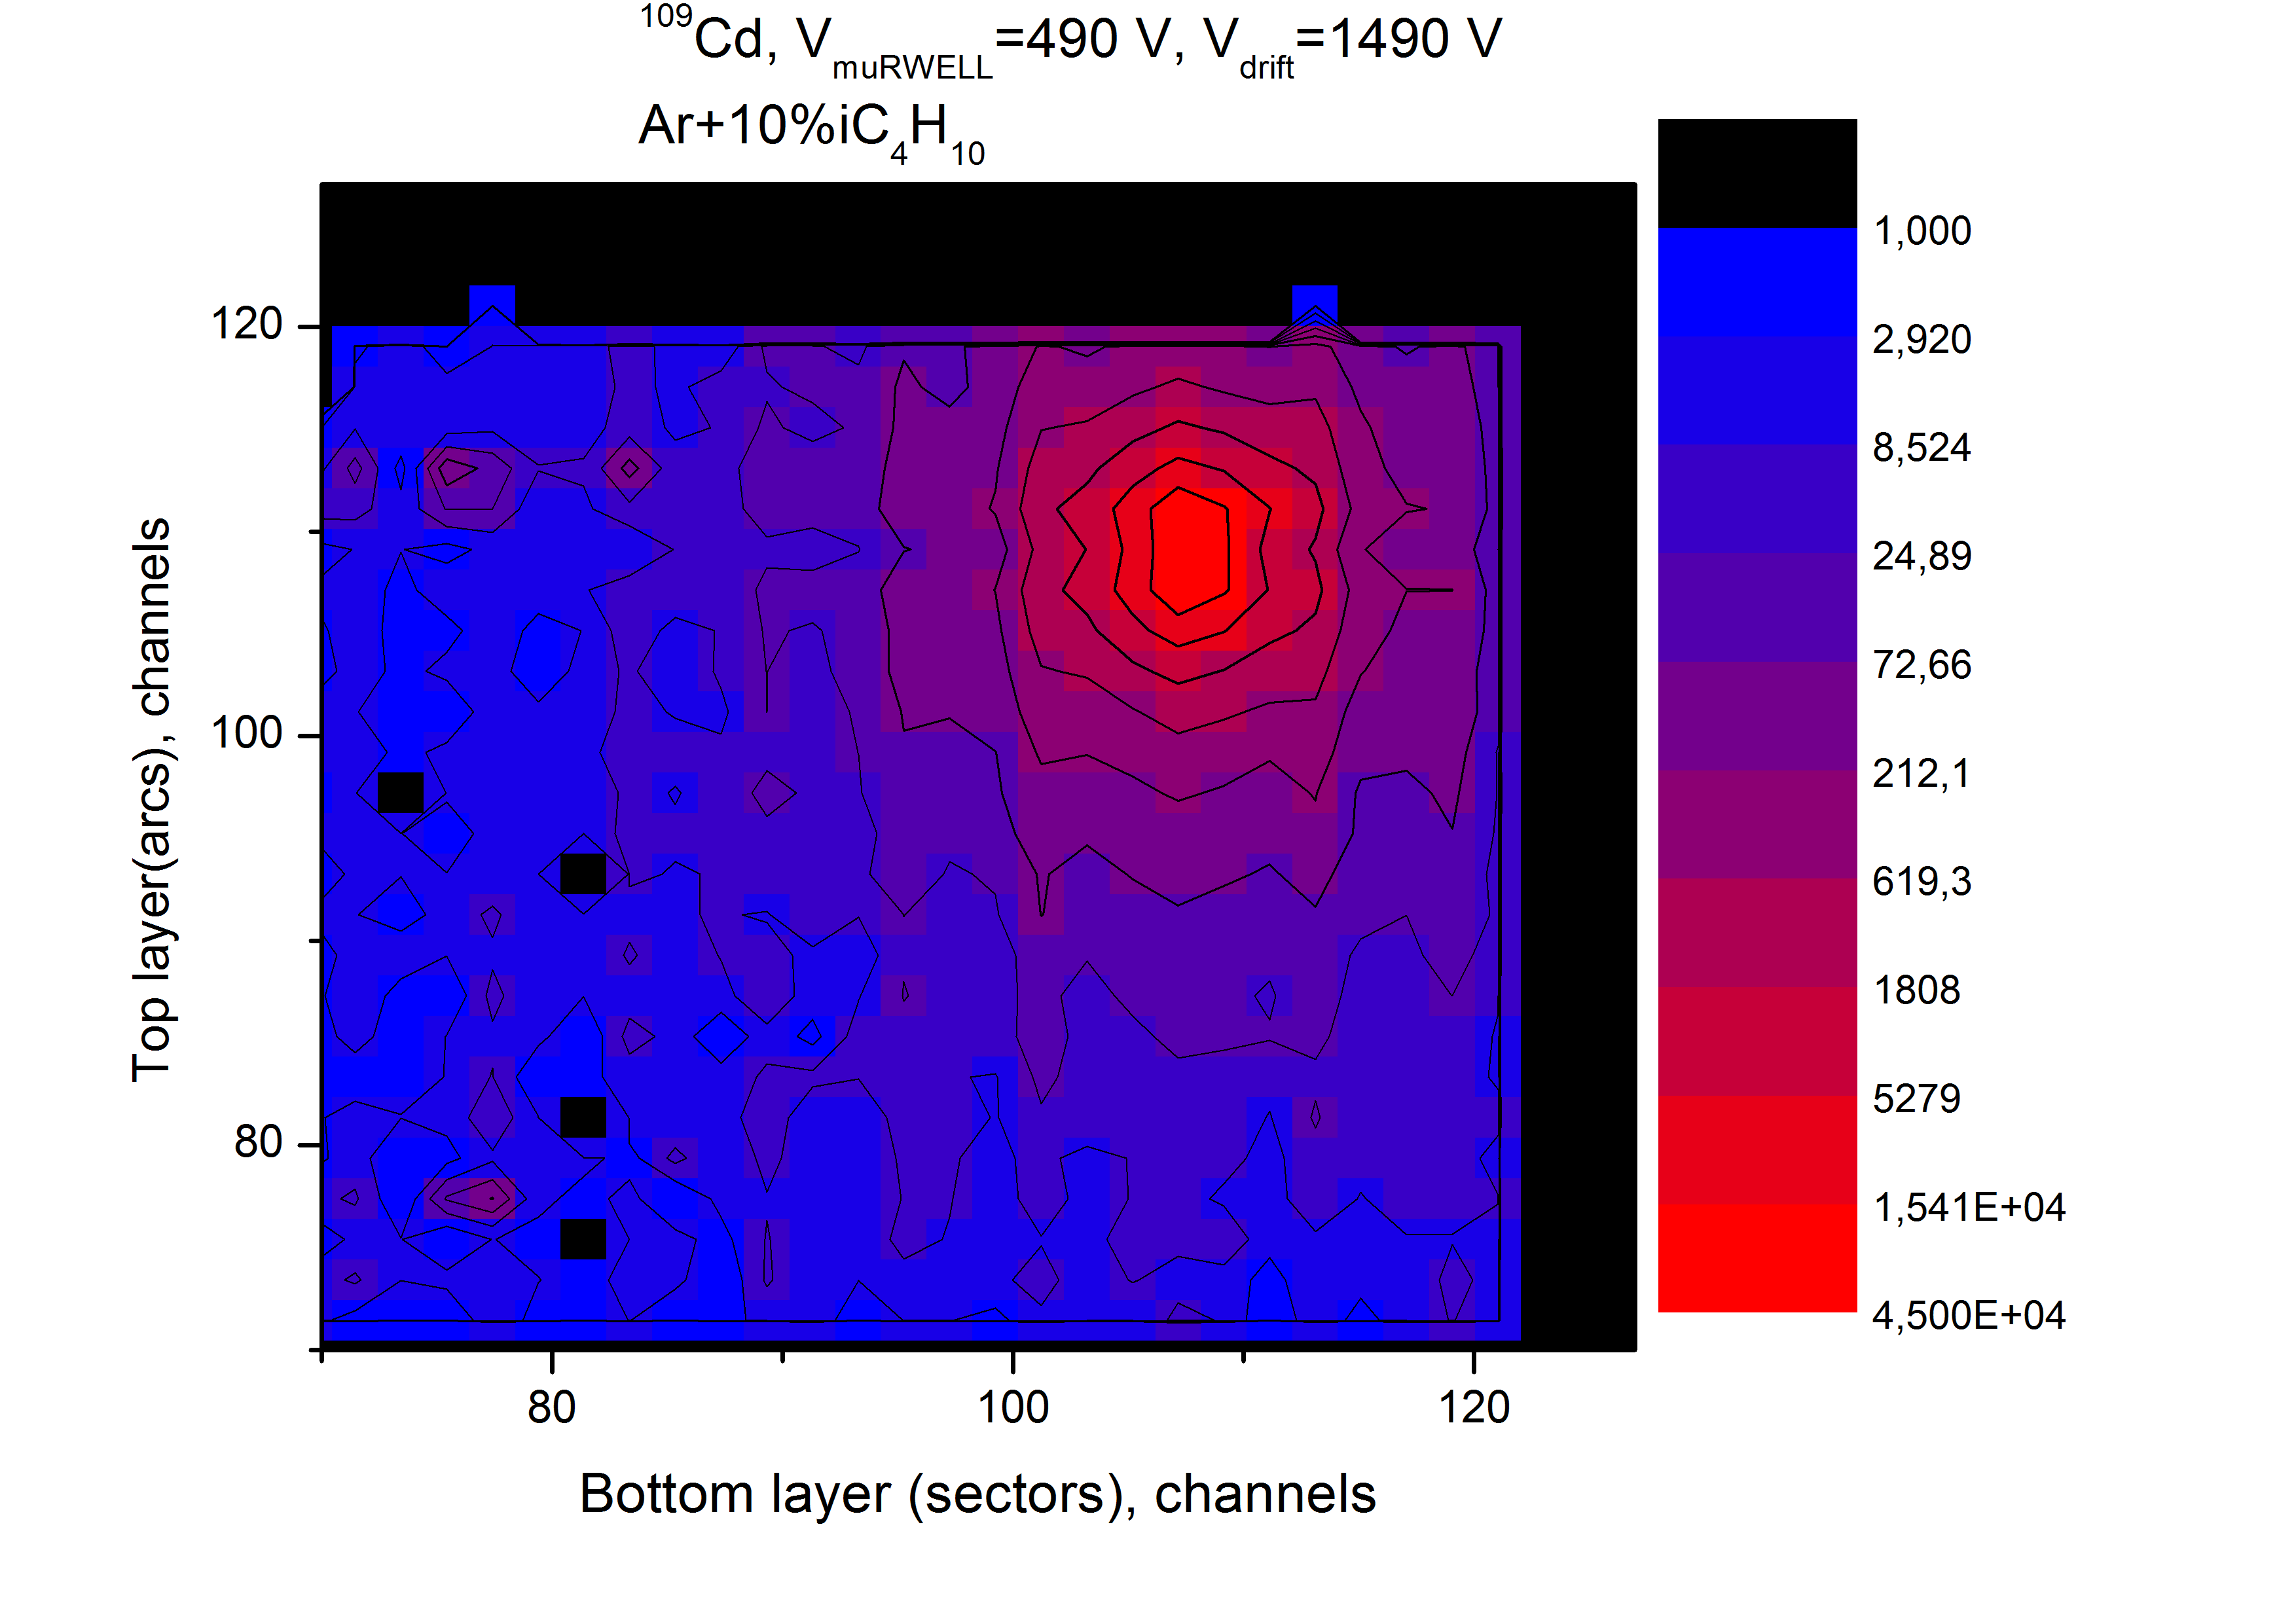 ¹⁰⁹Cd, V_muRWELL=490 V, V_drift=1490 V
Ar+10%iC₄H₁₀
1,000
2,920
8,524
24,89
72,66
212,1
619,3
1808
5279
1,541E+04
4,500E+04
120
100
80
Top layer(arcs), channels
80
100
120
Bottom layer (sectors), channels